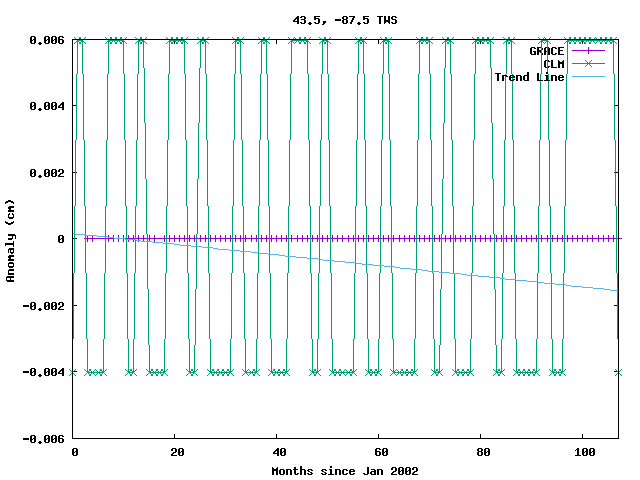 43.5, -87.5 TWS
GRACE
CLM
Trend Line
0.006
0.004
0.002
0
-0.002
-0.004
-0.006
Anomaly (cm)
0 20 40 60 80 100
Months since Jan 2002